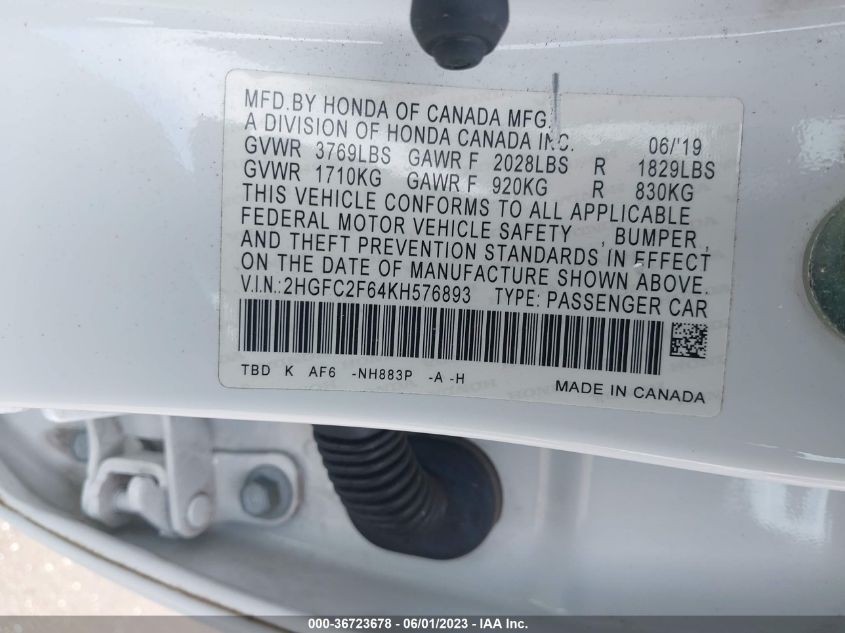 MFD.BY HONDA OF CANADA MFG.
A DIVISION OF HONDA CANADA INC. 06/'19
GVWR 3769LBS GAWR F 2028LBS R 1829LBS
GVWR 1710KG GAWR F 920KG R 830KG
THIS VEHICLE CONFORMS TO ALL APPLICABLE
FEDERAL MOTOR VEHICLE SAFETY , BUMPER ,
AND THEFT PREVENTION STANDARDS IN EFFECT
ON THE DATE OF MANUFACTURE SHOWN ABOVE.
V.I.N.:2HGFC2F64KH576893 TYPE: PASSENGER CAR
TBD K AF6 -NH883P -A -H
MADE IN CANADA
000-36723678 - 06/01/2023 - IAA Inc.